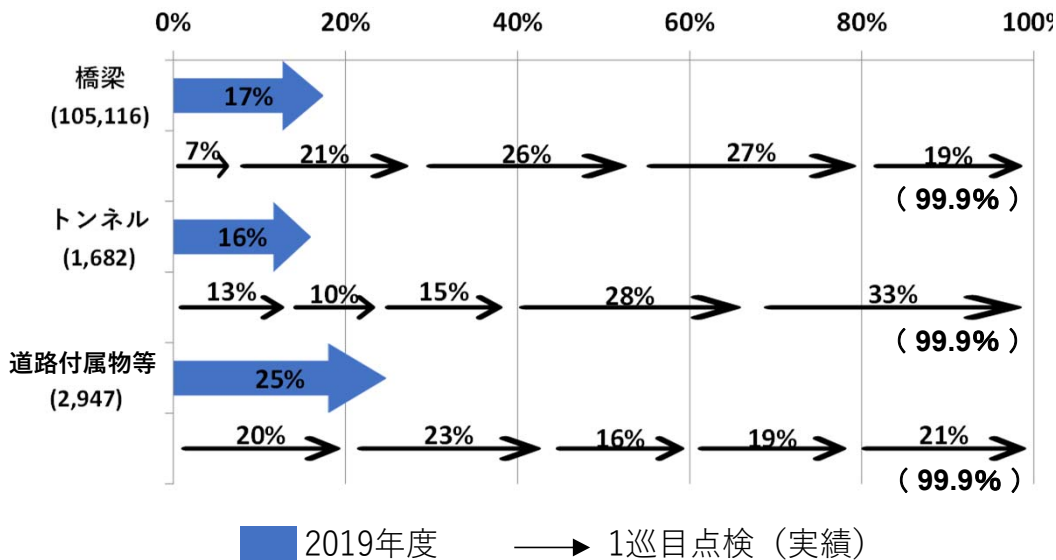 0% 20% 40% 60% 80% 100%
橋梁
(105,116)
17%
7% 21% 26% 27% 19%
( 99.9% )
トンネル
(1,682)
16%
13% 10% 15% 28% 33%
( 99.9% )
道路付属物等
(2,947)
25%
20% 23% 16% 19% 21%
( 99.9% )
2019年度 1巡目点検（実績）